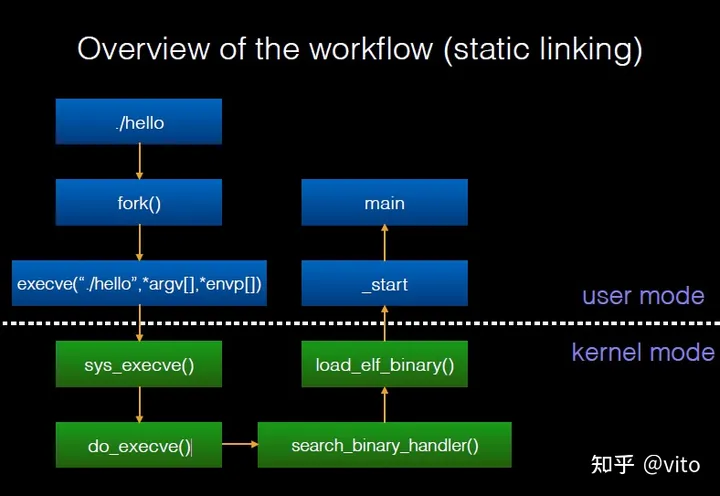 Overview of the workflow (static linking)
./hello
fork()
execve(“./hello”,*argv[],*envp[])
sys_execve()
do_execve()
search_binary_handler()
load_elf_binary()
_start
main
user mode
kernel mode
知乎 @vito